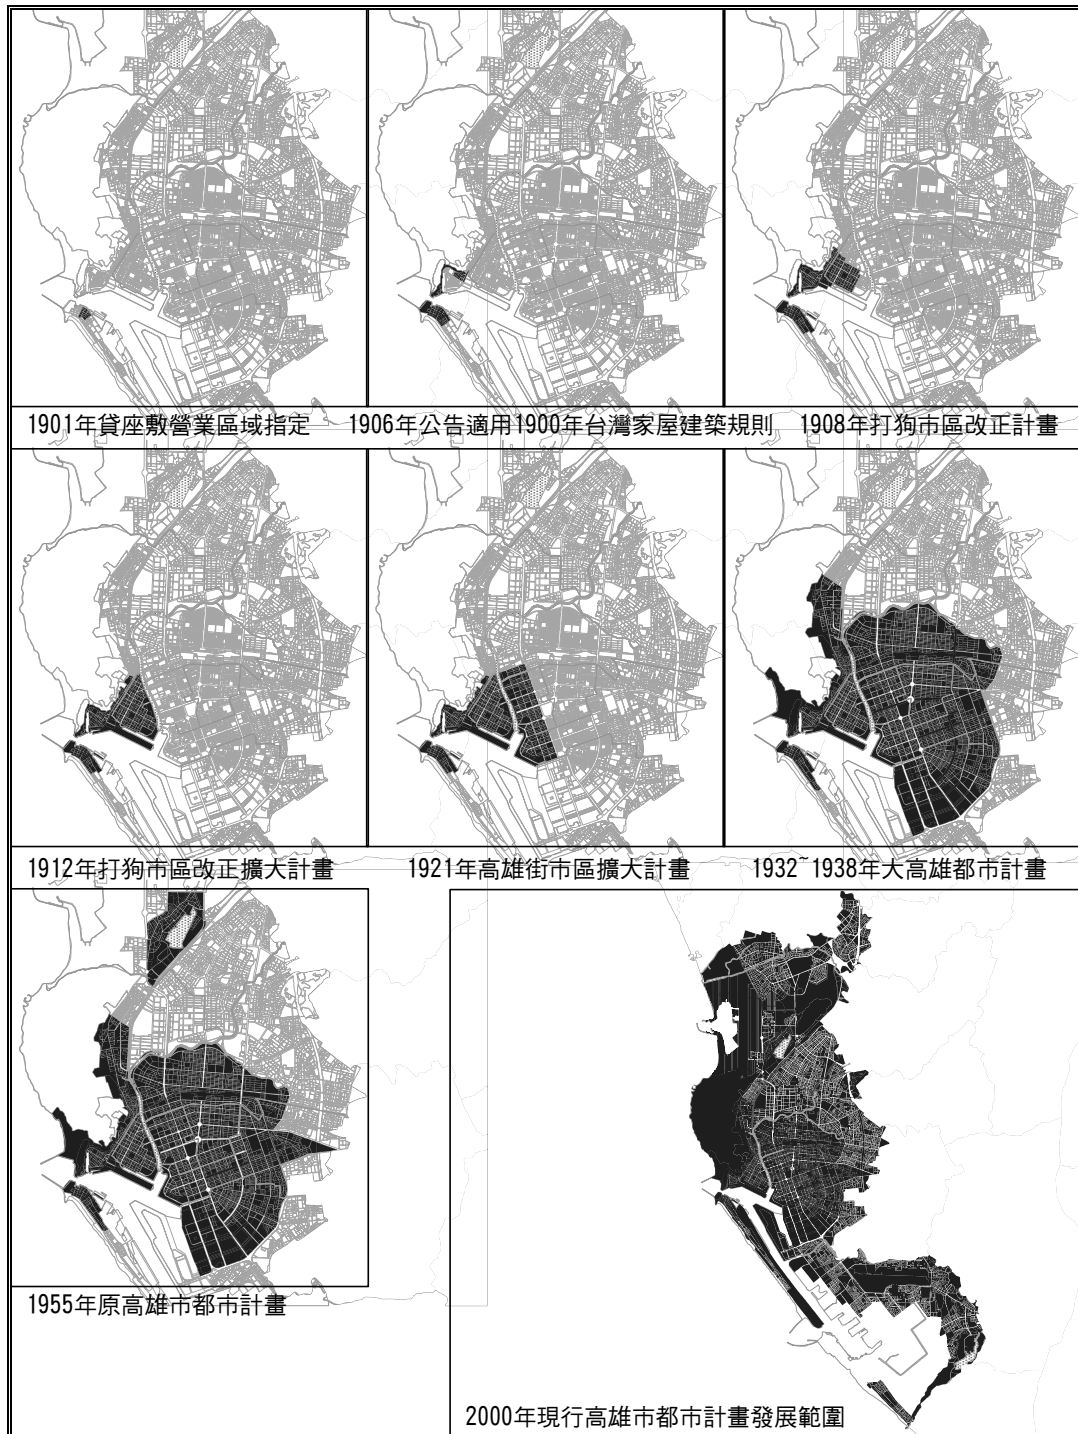 1901年貸座敷營業區域指定
1906年公告適用1900年台灣家屋建築規則
1908年打狗市區改正計畫
1912年打狗市區改正擴大計畫
1921年高雄街市區擴大計畫
1932~1938年大高雄都市計畫
1955年原高雄市都市計畫
2000年現行高雄市都市計畫發展範圍